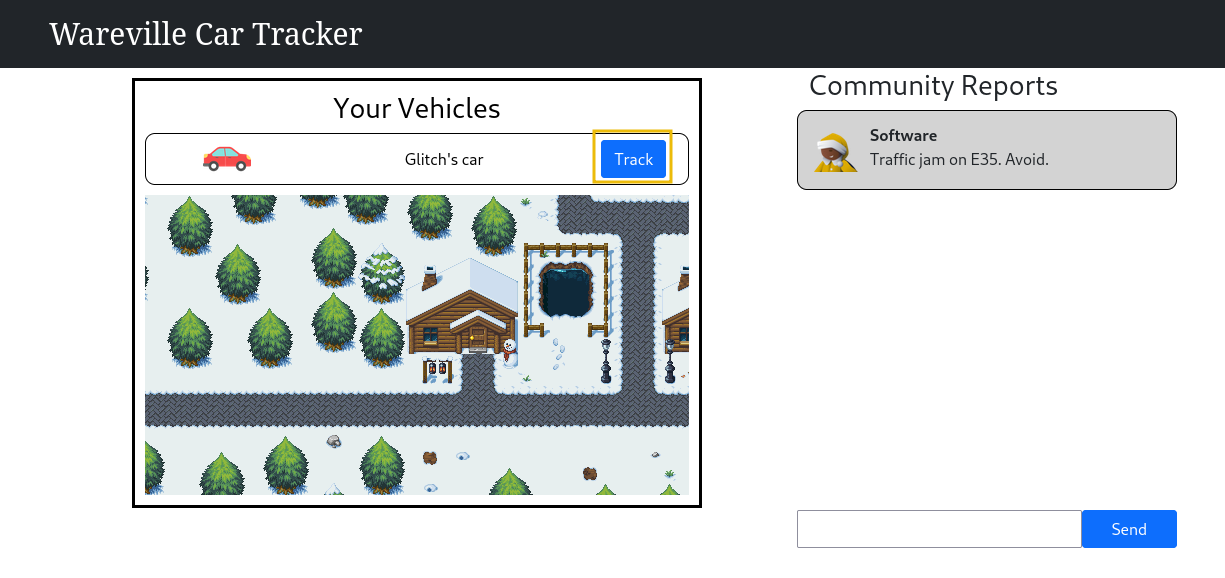 Wareville Car Tracker
Your Vehicles
Glitch's car
Track
Community Reports
Software
Traffic jam on E35. Avoid.
Send